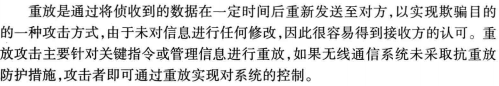 重放是通过将侦收到的数据在一定时间后重新发送至对方,以实现欺骗目的
的一种攻击方式,由于未对信息进行任何修改,因此很容易得到接收方的认可。重
放攻击主要针对关键指令或管理信息进行重放,如果无线通信系统未采取抗重放
防护措施,攻击者即可通过重放实现对系统的控制。